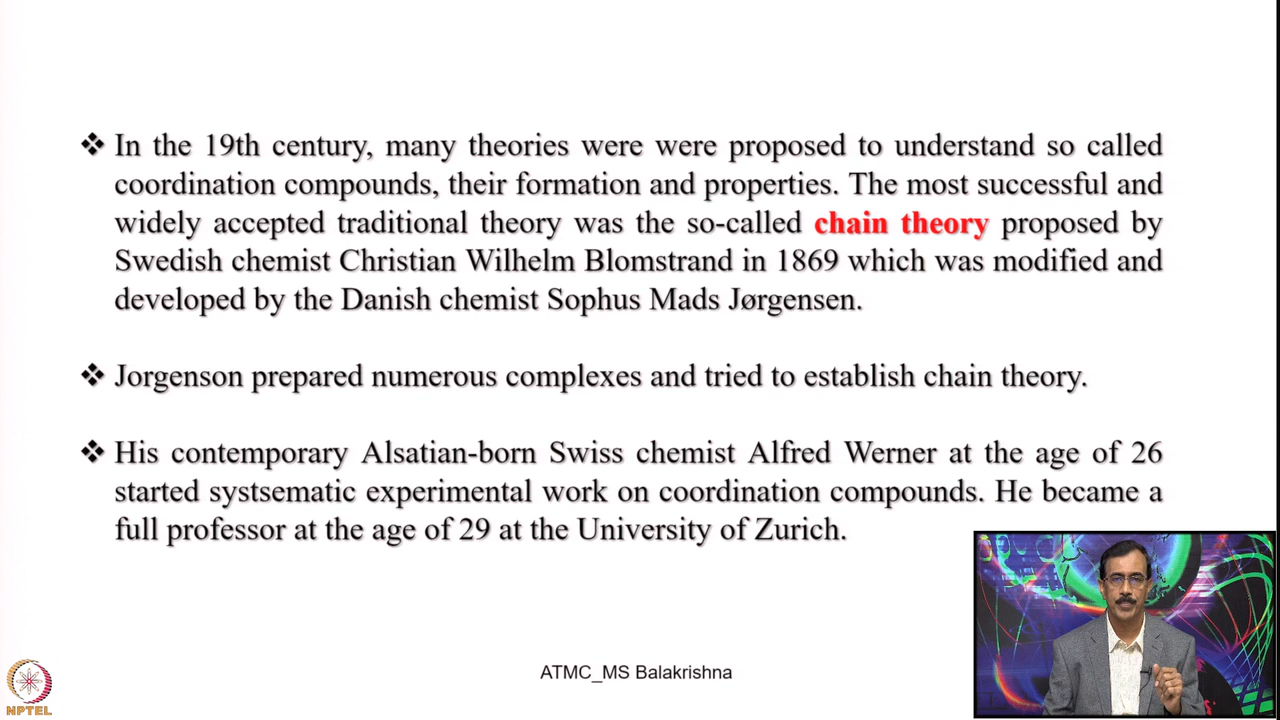 ❖ In the 19th century, many theories were were proposed to understand so called
coordination compounds, their formation and properties. The most successful and
widely accepted traditional theory was the so-called chain theory proposed by
Swedish chemist Christian Wilhelm Blomstrand in 1869 which was modified and
developed by the Danish chemist Sophus Mads Jørgensen.
❖ Jorgenson prepared numerous complexes and tried to establish chain theory.
❖ His contemporary Alsatian-born Swiss chemist Alfred Werner at the age of 26
started systsematic experimental work on coordination compounds. He became a
full professor at the age of 29 at the University of Zurich.
ATMC_MS Balakrishna
NPTEL